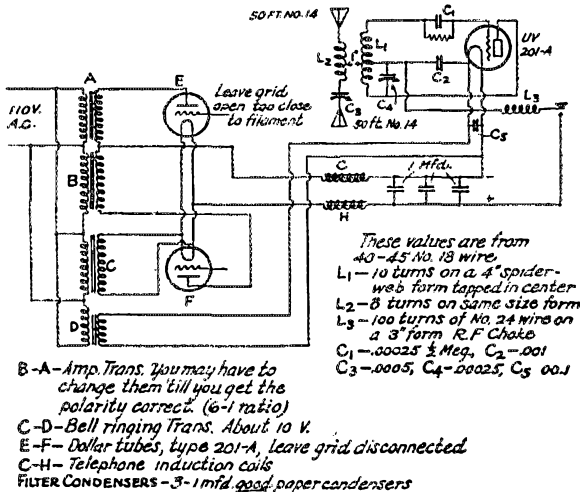 50 FT. NO. 14
C1
L1
L2
UV
201-A
C2
C4
C3
L3
50 ft. No. 14
C5
A
E
Leave grid
open too close
to filament
110V.
A.C.
B
C
1 Mfd.
-
H
+
C
F
D
These values are from
40-45 No. 18 wire
L1 - 10 turns on a 4" spider-
web form tapped in center
L2 - 8 turns on same size form
L3 - 100 turns of No. 24 wire on
a 3" form R.F Choke
C1 - .00025 ½ Meg., C2 - .001
C3 - .0005, C4 - .00025, C5 .001
B-A - Amp. Trans. You may have to
change them 'till you get the
polarity correct. (6-1 ratio)
C-D - Bell ringing Trans. About 10 V.
E-F - Dollar tubes, type 201-A, Leave grid disconnected
C-H - Telephone induction coils
FILTER CONDENSERS - 3-1 mfd. good paper condensers